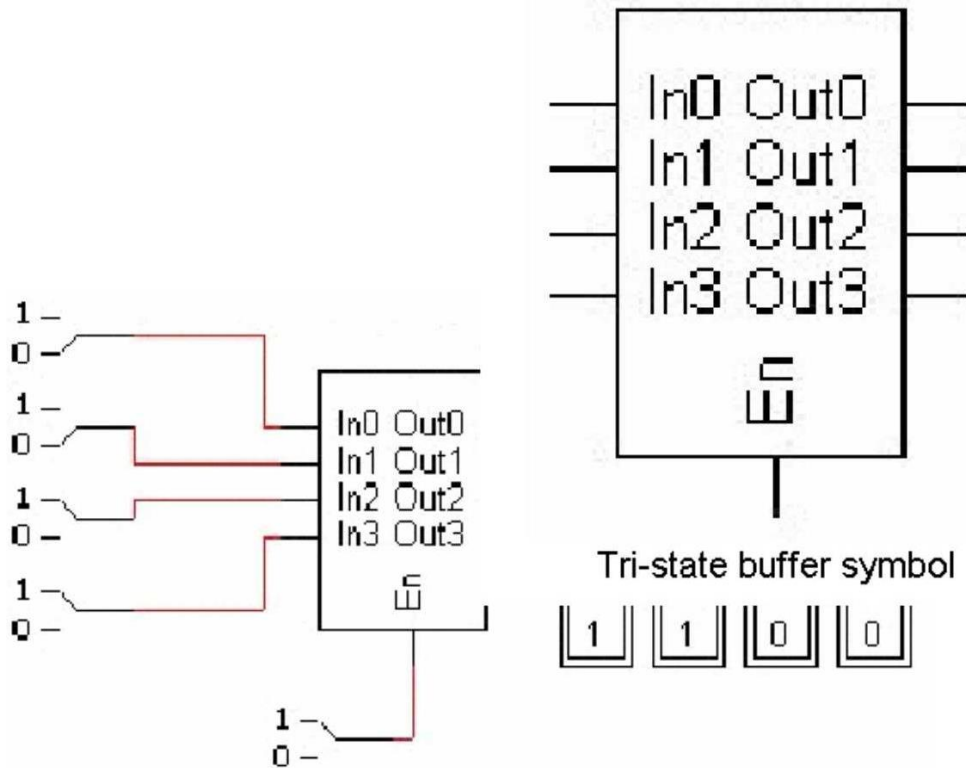 In0 Out0
In1 Out1
In2 Out2
In3 Out3
En
Tri-state buffer symbol
1
0
1
0
1
0
1
0
In0 Out0
In1 Out1
In2 Out2
In3 Out3
En
1
0
1 1 0 0